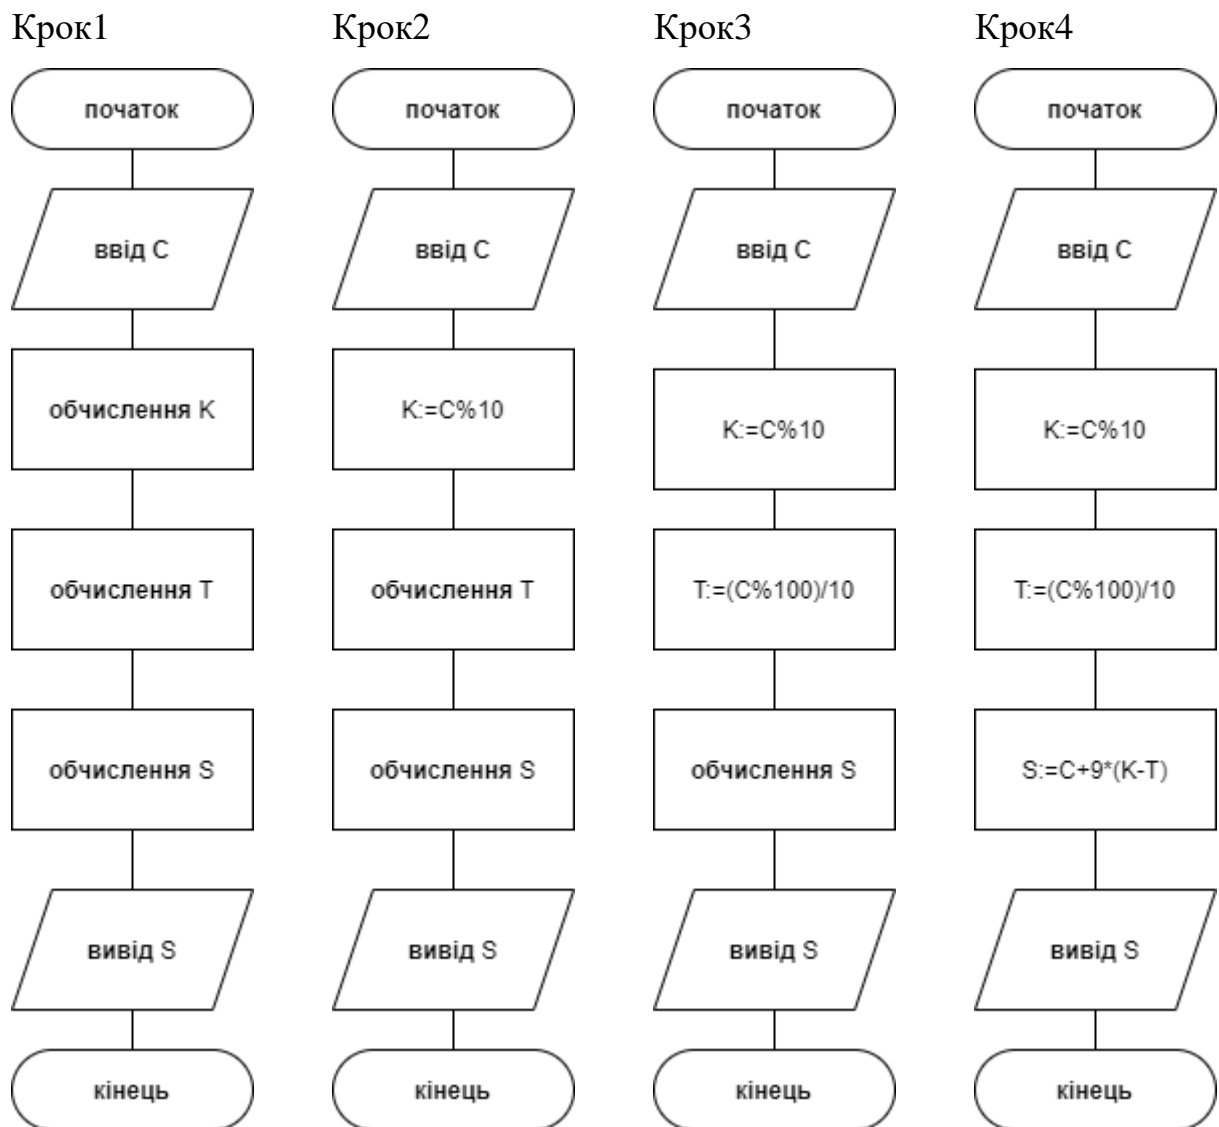 Крок1
початок
ввід C
обчислення K
обчислення T
обчислення S
вивід S
кінець
Крок2
початок
ввід C
K:=C%10
обчислення T
обчислення S
вивід S
кінець
Крок3
початок
ввід C
K:=C%10
T:=(C%100)/10
обчислення S
вивід S
кінець
Крок4
початок
ввід C
K:=C%10
T:=(C%100)/10
S:=C+9*(K-T)
вивід S
кінець